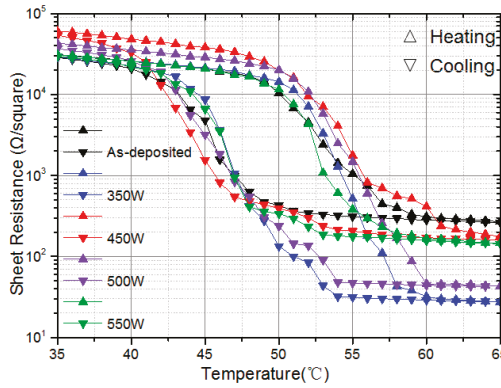 △ Heating
▽ Cooling
Sheet Resistance (Ω/square)
10⁵
10⁴
10³
10²
10¹
As-deposited
350W
450W
500W
550W
35 40 45 50 55 60 65
Temperature(℃)